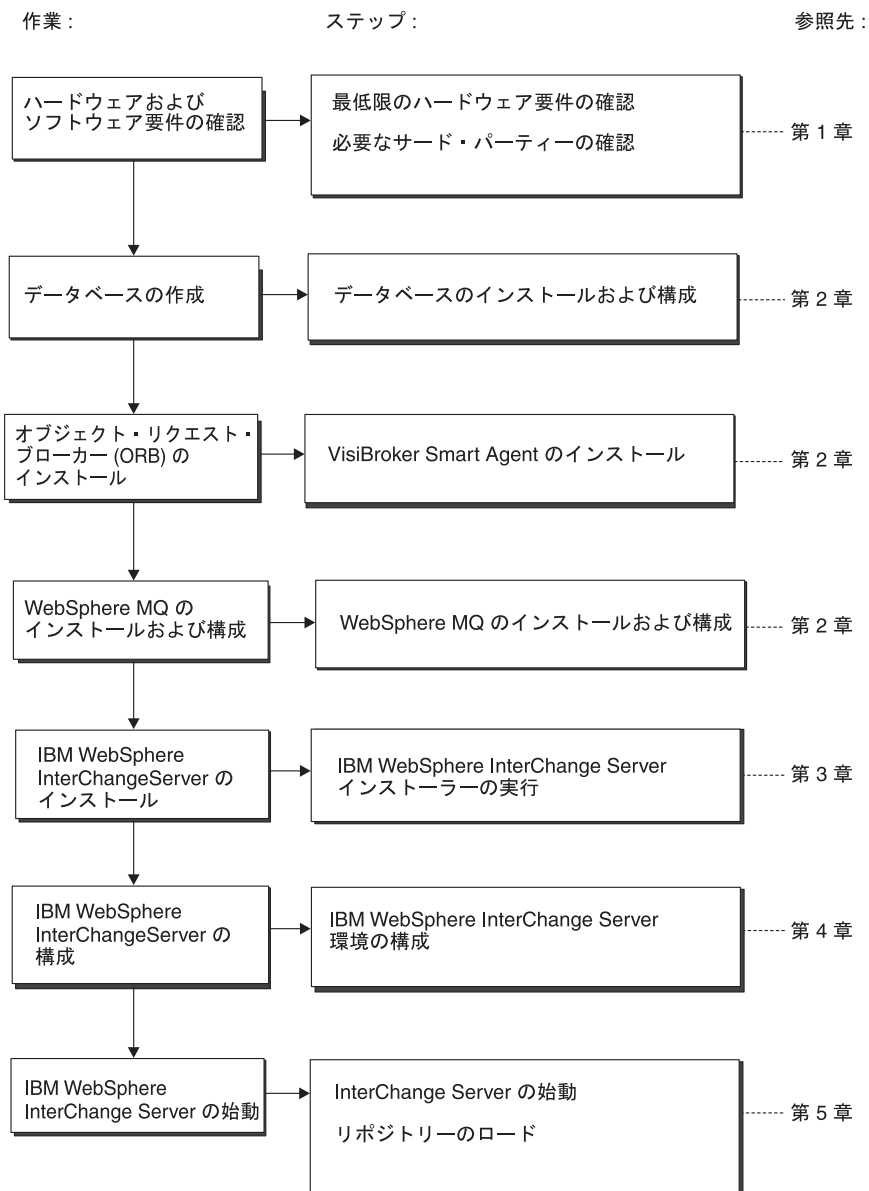 作業 :
ステップ :
参照先 :
ハードウェアおよび
ソフトウェア要件の確認
最低限のハードウェア要件の確認
必要なサード・パーティーの確認
第 1 章
データベースの作成
データベースのインストールおよび構成
第 2 章
オブジェクト・リクエスト・
ブローカー (ORB) の
インストール
VisiBroker Smart Agent のインストール
第 2 章
WebSphere MQ の
インストールおよび構成
WebSphere MQ のインストールおよび構成
第 2 章
IBM WebSphere
InterChangeServer の
インストール
IBM WebSphere InterChange Server
インストーラーの実行
第 3 章
IBM WebSphere
InterChangeServer の
構成
IBM WebSphere InterChange Server
環境の構成
第 4 章
IBM WebSphere
InterChange Server の始動
InterChange Server の始動
リポジトリーのロード
第 5 章